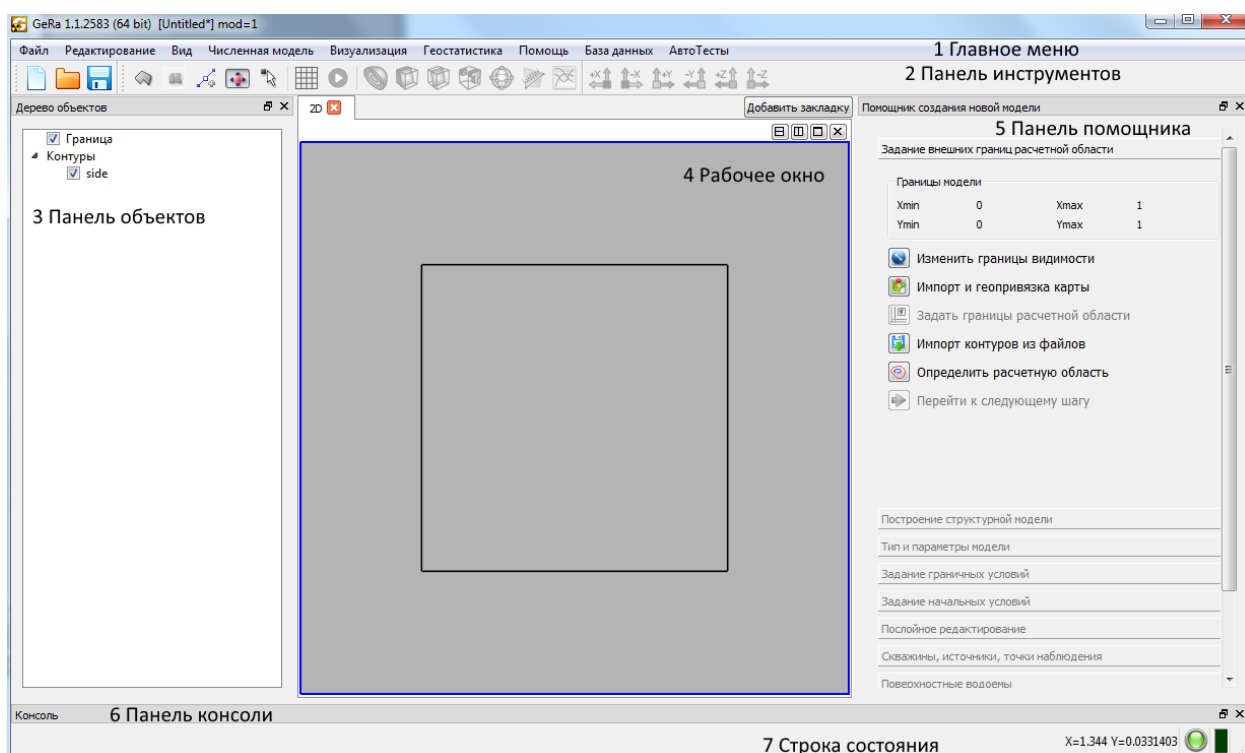 GeRa 1.1.2583 (64 bit) [Untitled*] mod=1
Файл Редактирование Вид Численная модель Визуализация Геостатистика Помощь База данных АвтоТесты
1 Главное меню
2 Панель инструментов
+X -X +Y -Y +Z -Z
Дерево объектов
2D
Добавить закладку
Помощник создания новой модели
Граница
Контуры
side
3 Панель объектов
4 Рабочее окно
5 Панель помощника
Задание внешних границ расчетной области
Границы модели
Xmin 0 Xmax 1
Ymin 0 Ymax 1
Изменить границы видимости
Импорт и геопривязка карты
Задать границы расчетной области
Импорт контуров из файлов
Определить расчетную область
Перейти к следующему шагу
Построение структурной модели
Тип и параметры модели
Задание граничных условий
Задание начальных условий
Послойное редактирование
Скважины, источники, точки наблюдения
Поверхностные водоемы
Консоль
6 Панель консоли
7 Строка состояния
X=1.344 Y=0.0331403